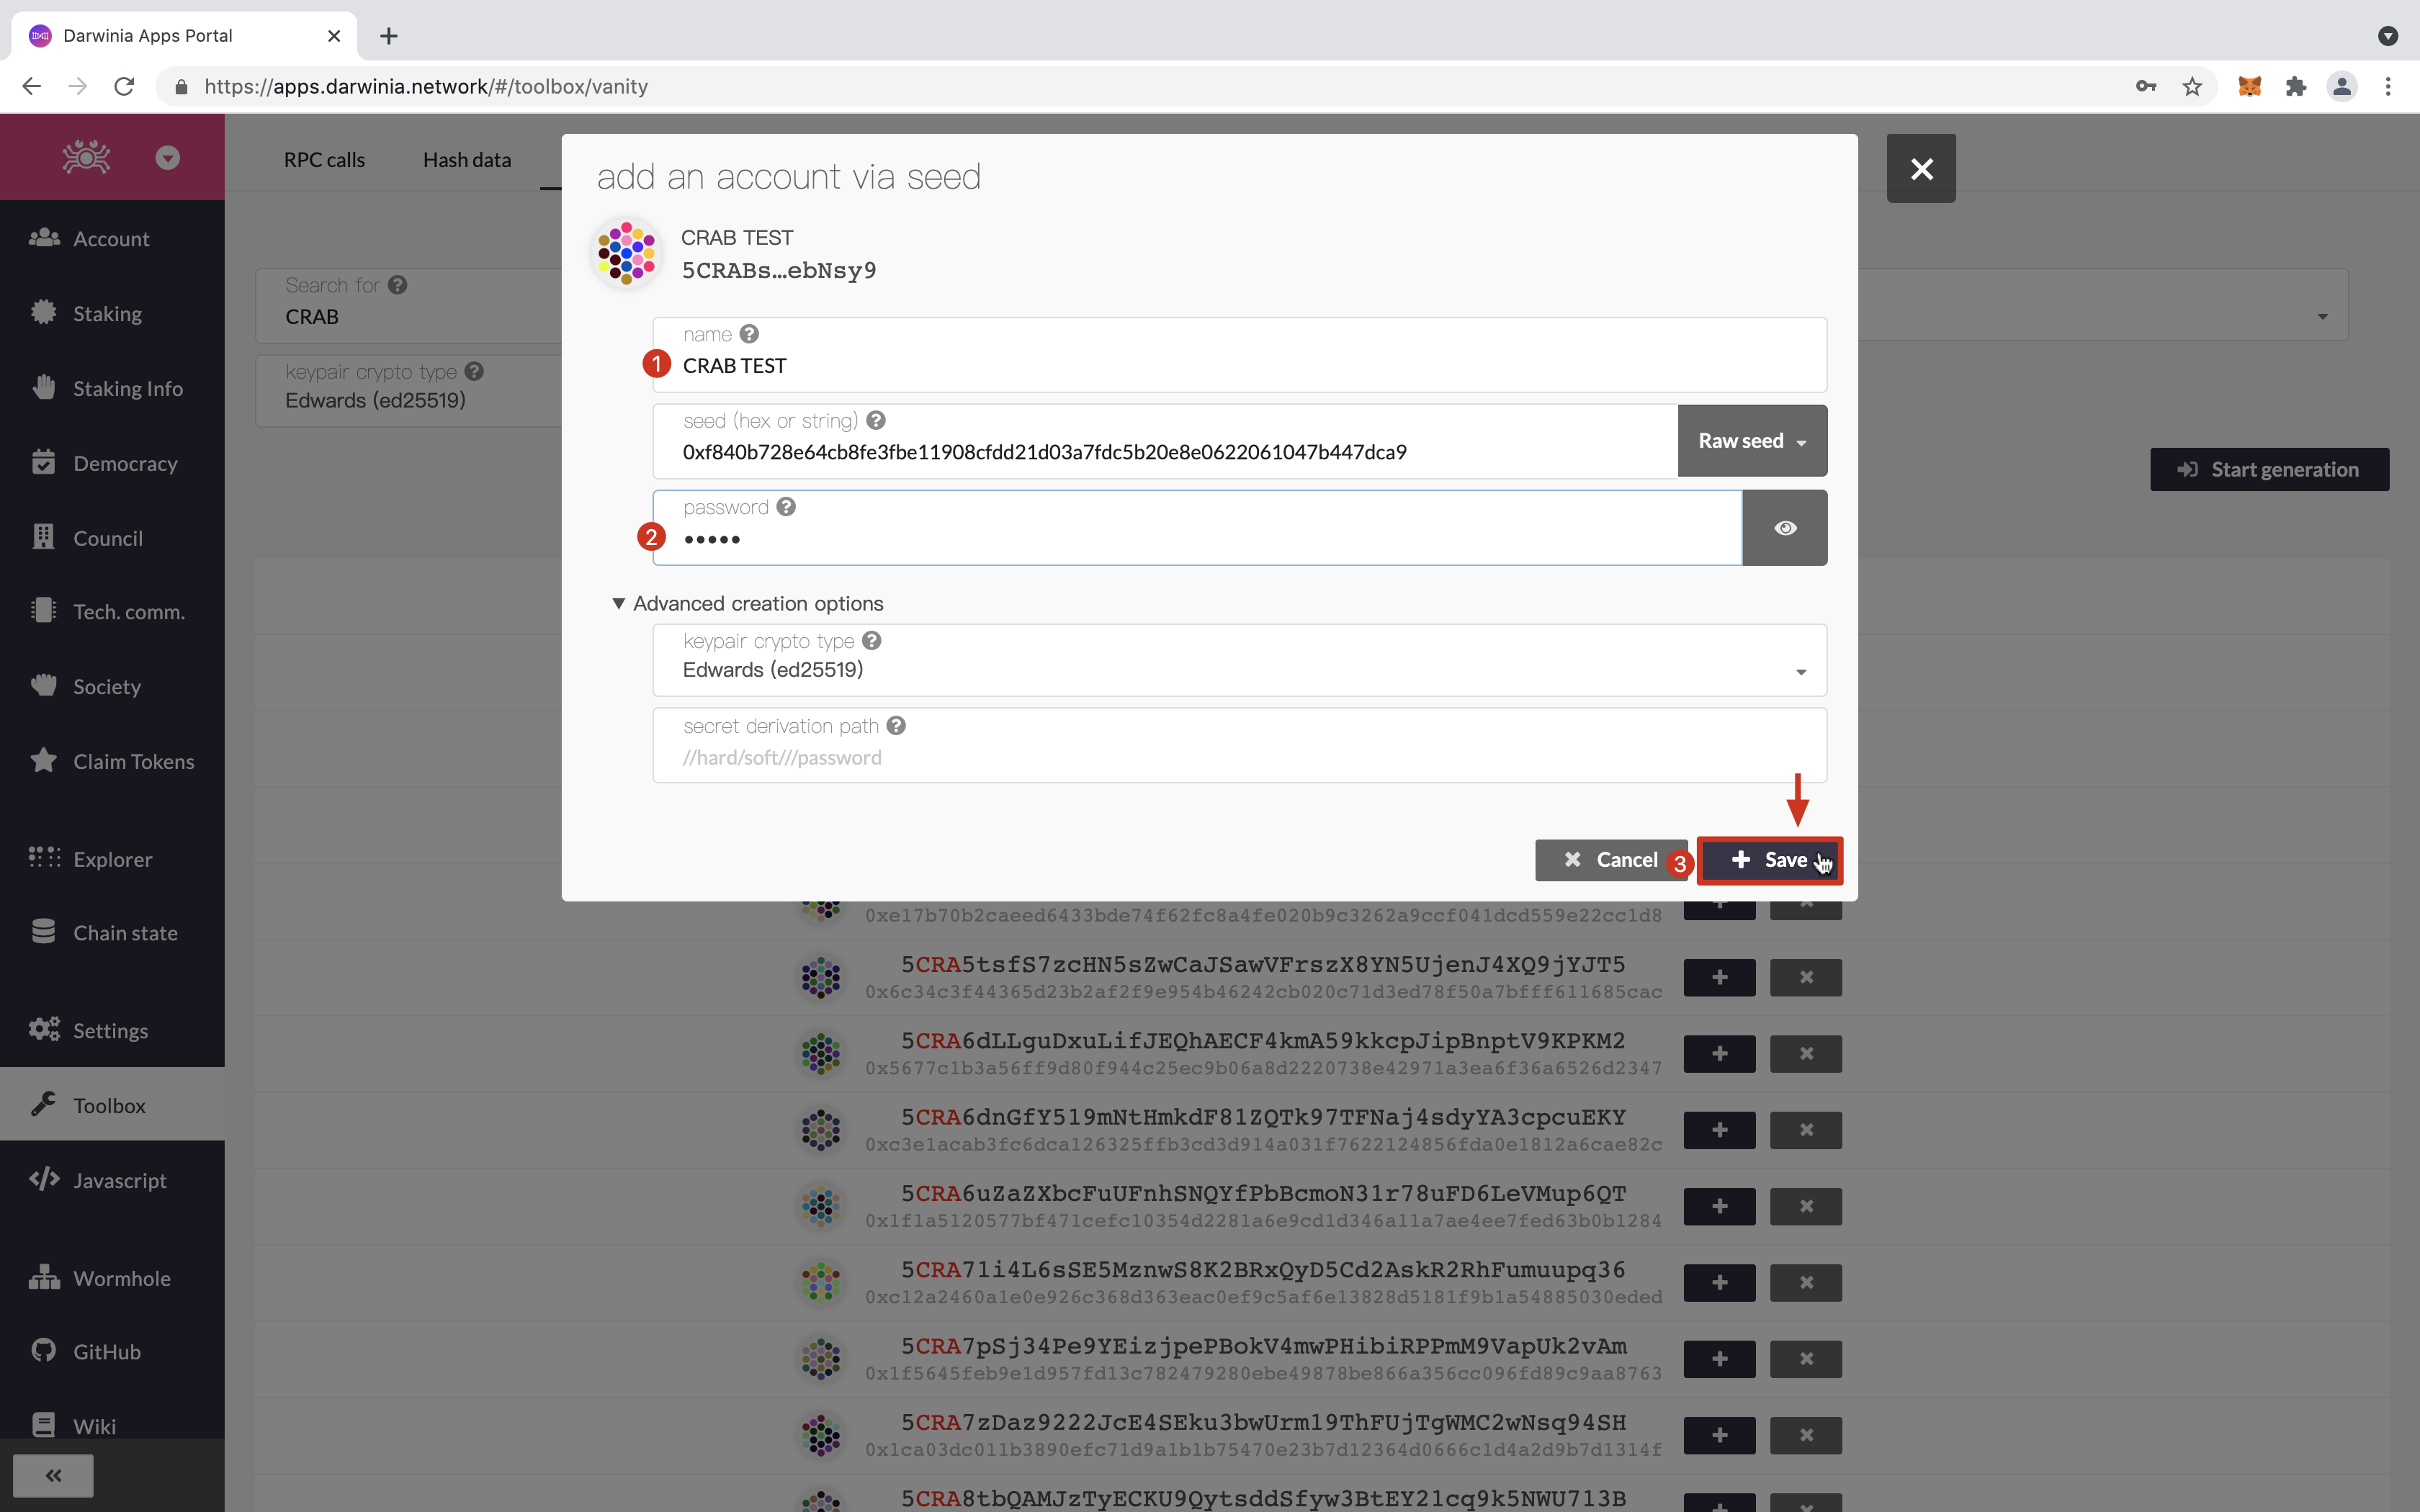 Darwinia Apps Portal
https://apps.darwinia.network/#/toolbox/vanity
RPC calls
Hash data
Account
Staking
Staking Info
Democracy
Council
Tech. comm.
Society
Claim Tokens
Explorer
Chain state
Settings
Toolbox
Javascript
Wormhole
GitHub
Wiki
Search for
CRAB
keypair crypto type
Edwards (ed25519)
Start generation
add an account via seed
CRAB TEST
5CRABs…ebNsy9
name
1
CRAB TEST
seed (hex or string)
0xf840b728e64cb8fe3fbe11908cfdd21d03a7fdc5b20e8e0622061047b447dca9
Raw seed
password
2
•••••
Advanced creation options
keypair crypto type
Edwards (ed25519)
secret derivation path
//hard/soft///password
Cancel
3
Save
0xe17b70b2caeed6433bde74f62fc8a4fe020b9c3262a9ccf041dcd559e22cc1d8
5CRA5tsfS7zcHN5sZwCaJSawVFrszX8YN5UjenJ4XQ9jYJT5
0x6c34c3f44365d23b2af2f9e954b46242cb020c71d3ed78f50a7bfff611685cac
5CRA6dLLguDxuLifJEQhAECF4kmA59kkcpJipBnptV9KPKM2
0x5677c1b3a56ff9d80f944c25ec9b06a8d2220738e42971a3ea6f36a6526d2347
5CRA6dnGfY519mNtHmkdF81ZQTk97TFNaj4sdyYA3cpcuEKY
0xc3e1acab3fc6dca126325ffb3cd3d914a031f7622124856fda0e1812a6cae82c
5CRA6uZaZXbcFuUFnhSNQYfPbBcmoN31r78uFD6LeVMup6QT
0x1f1a5120577bf471cefc10354d2281a6e9cd1d346a11a7ae4ee7fed63b0b1284
5CRA71i4L6sSE5MznwS8K2BRxQyD5Cd2AskR2RhFumuupq36
0xc12a2460a1e0e926c368d363eac0ef9c5af6e13828d5181f9b1a54885030eded
5CRA7pSj34Pe9YEizjpePBokV4mwPHibiRPPmM9VapUk2vAm
0x1f5645feb9e1d957fd13c782479280ebe49878be866a356cc096fd89c9aa8763
5CRA7zDaz9222JcE4SEku3bwUrm19ThFUjTgWMC2wNsq94SH
0x1ca03dc011b3890efc71d9a1b1b75470e23b7d12364d0666c1d4a2d9b7d1314f
5CRA8tbQAMJzTyECKU9QytsddSfyw3BtEY21cq9k5NWU713B